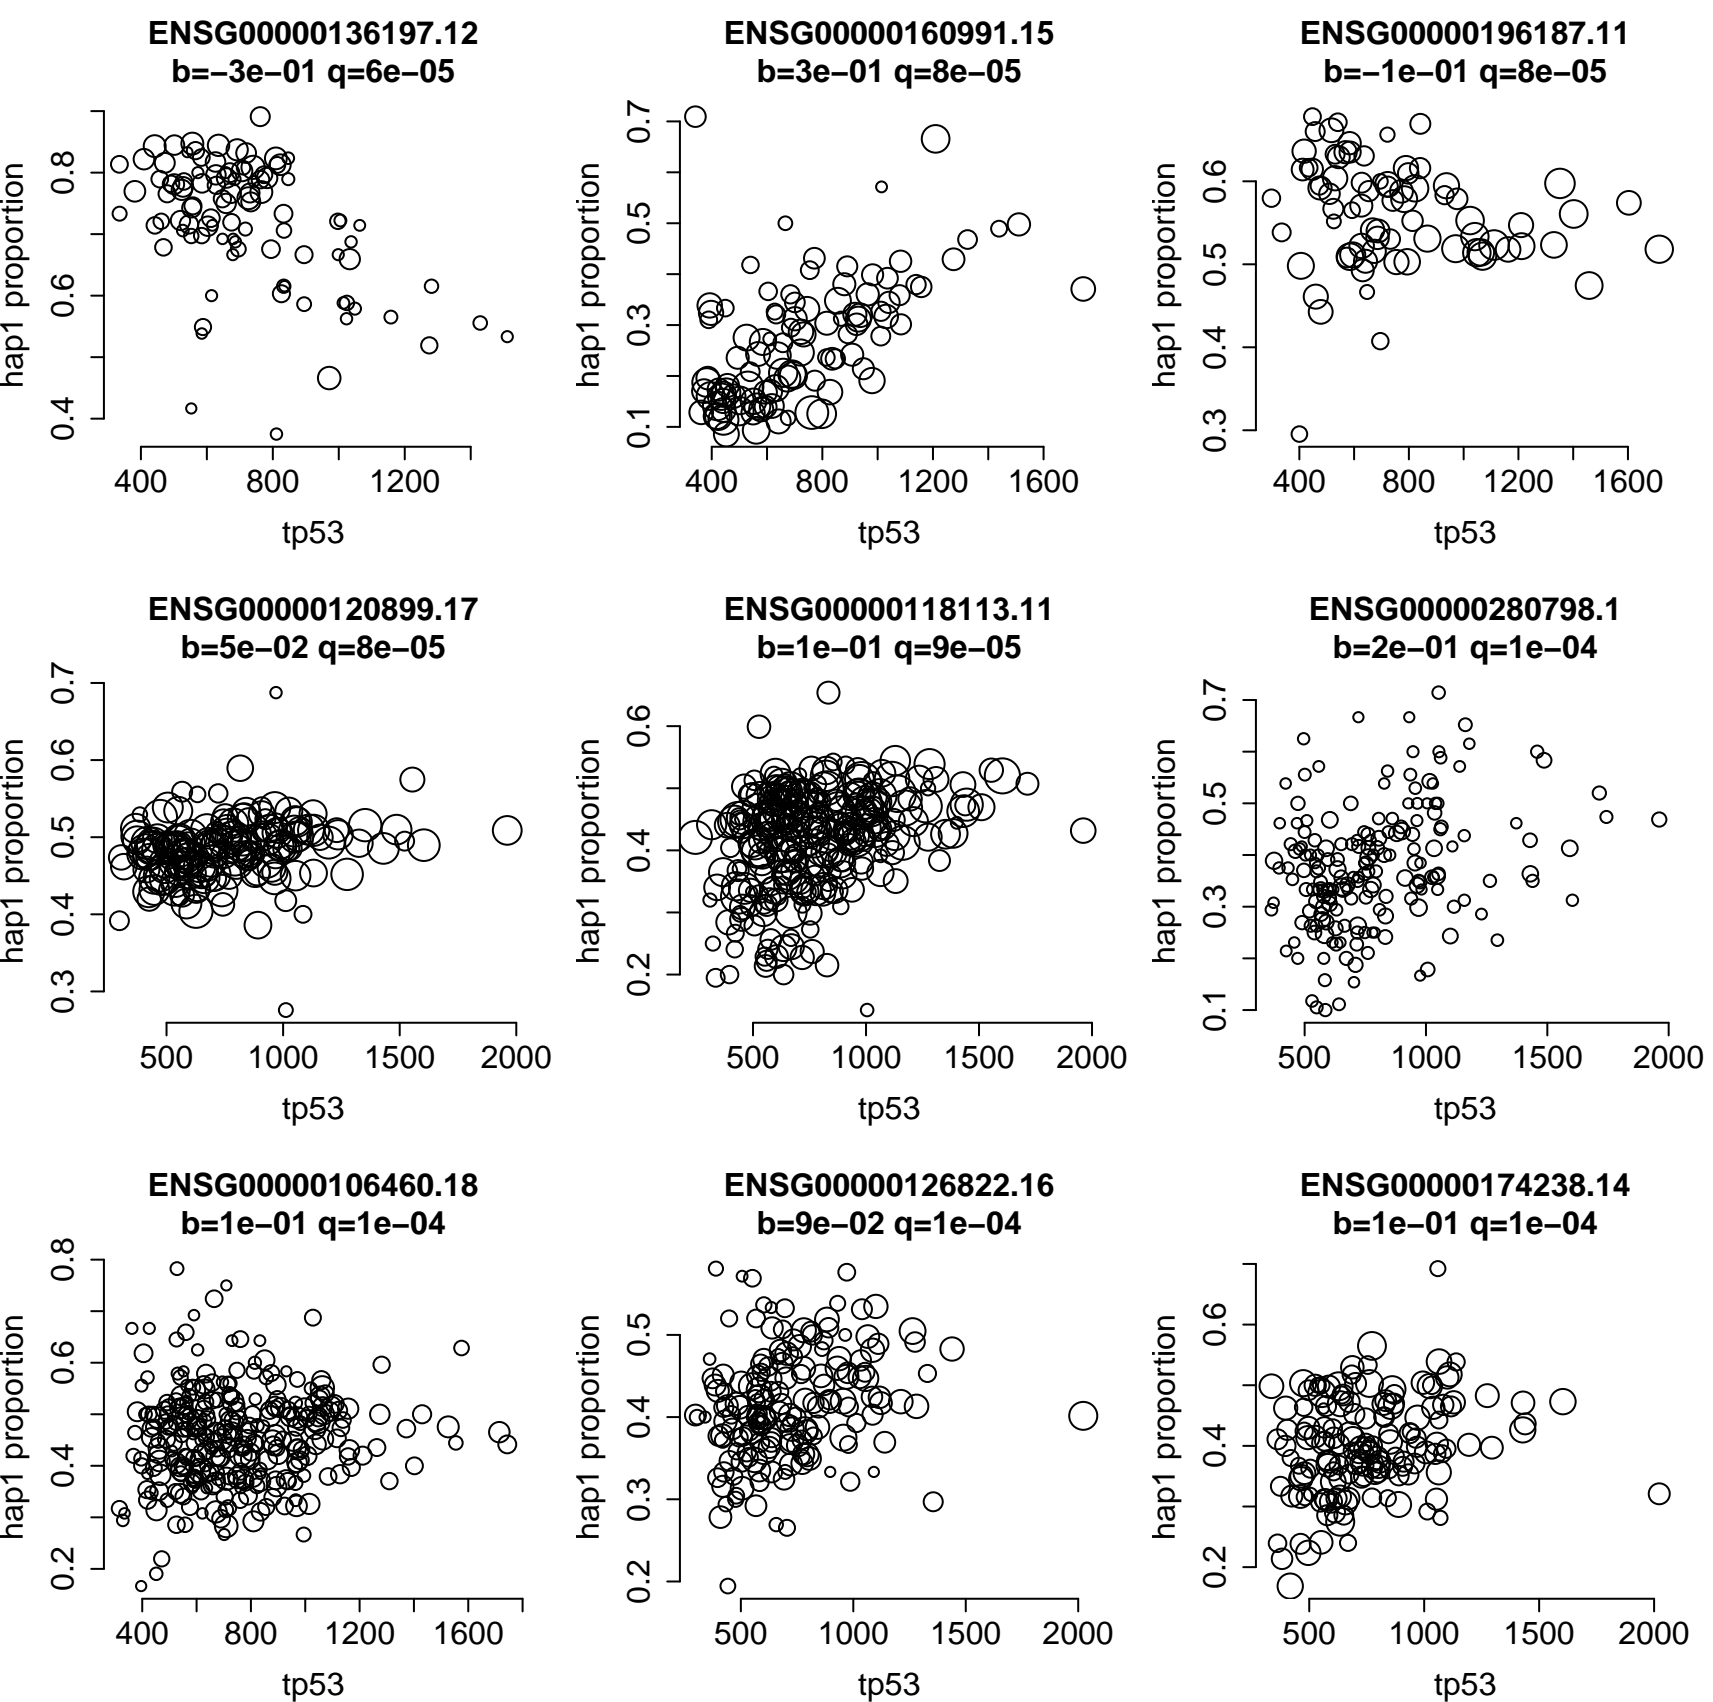 ENSG00000136197.12
b=−3e−01 q=6e−05
hap1 proportion
0.4 0.6 0.8
400 800 1200
tp53
ENSG00000160991.15
b=3e−01 q=8e−05
hap1 proportion
0.1 0.3 0.5 0.7
400 800 1200 1600
tp53
ENSG00000196187.11
b=−1e−01 q=8e−05
hap1 proportion
0.3 0.4 0.5 0.6
400 800 1200 1600
tp53
ENSG00000120899.17
b=5e−02 q=8e−05
hap1 proportion
0.3 0.4 0.5 0.6 0.7
500 1000 1500 2000
tp53
ENSG00000118113.11
b=1e−01 q=9e−05
hap1 proportion
0.2 0.4 0.6
500 1000 1500 2000
tp53
ENSG00000280798.1
b=2e−01 q=1e−04
hap1 proportion
0.1 0.3 0.5 0.7
500 1000 1500 2000
tp53
ENSG00000106460.18
b=1e−01 q=1e−04
hap1 proportion
0.2 0.4 0.6 0.8
400 800 1200 1600
tp53
ENSG00000126822.16
b=9e−02 q=1e−04
hap1 proportion
0.2 0.3 0.4 0.5
500 1000 1500 2000
tp53
ENSG00000174238.14
b=1e−01 q=1e−04
hap1 proportion
0.2 0.4 0.6
500 1000 1500 2000
tp53